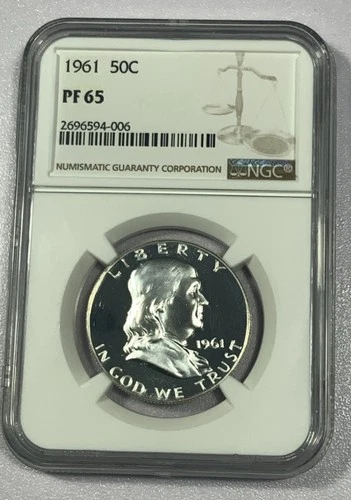 1961 50C
PF 65
2696594-006
NUMISMATIC GUARANTY CORPORATION
NGC
LIBERTY
1961
IN GOD WE TRUST